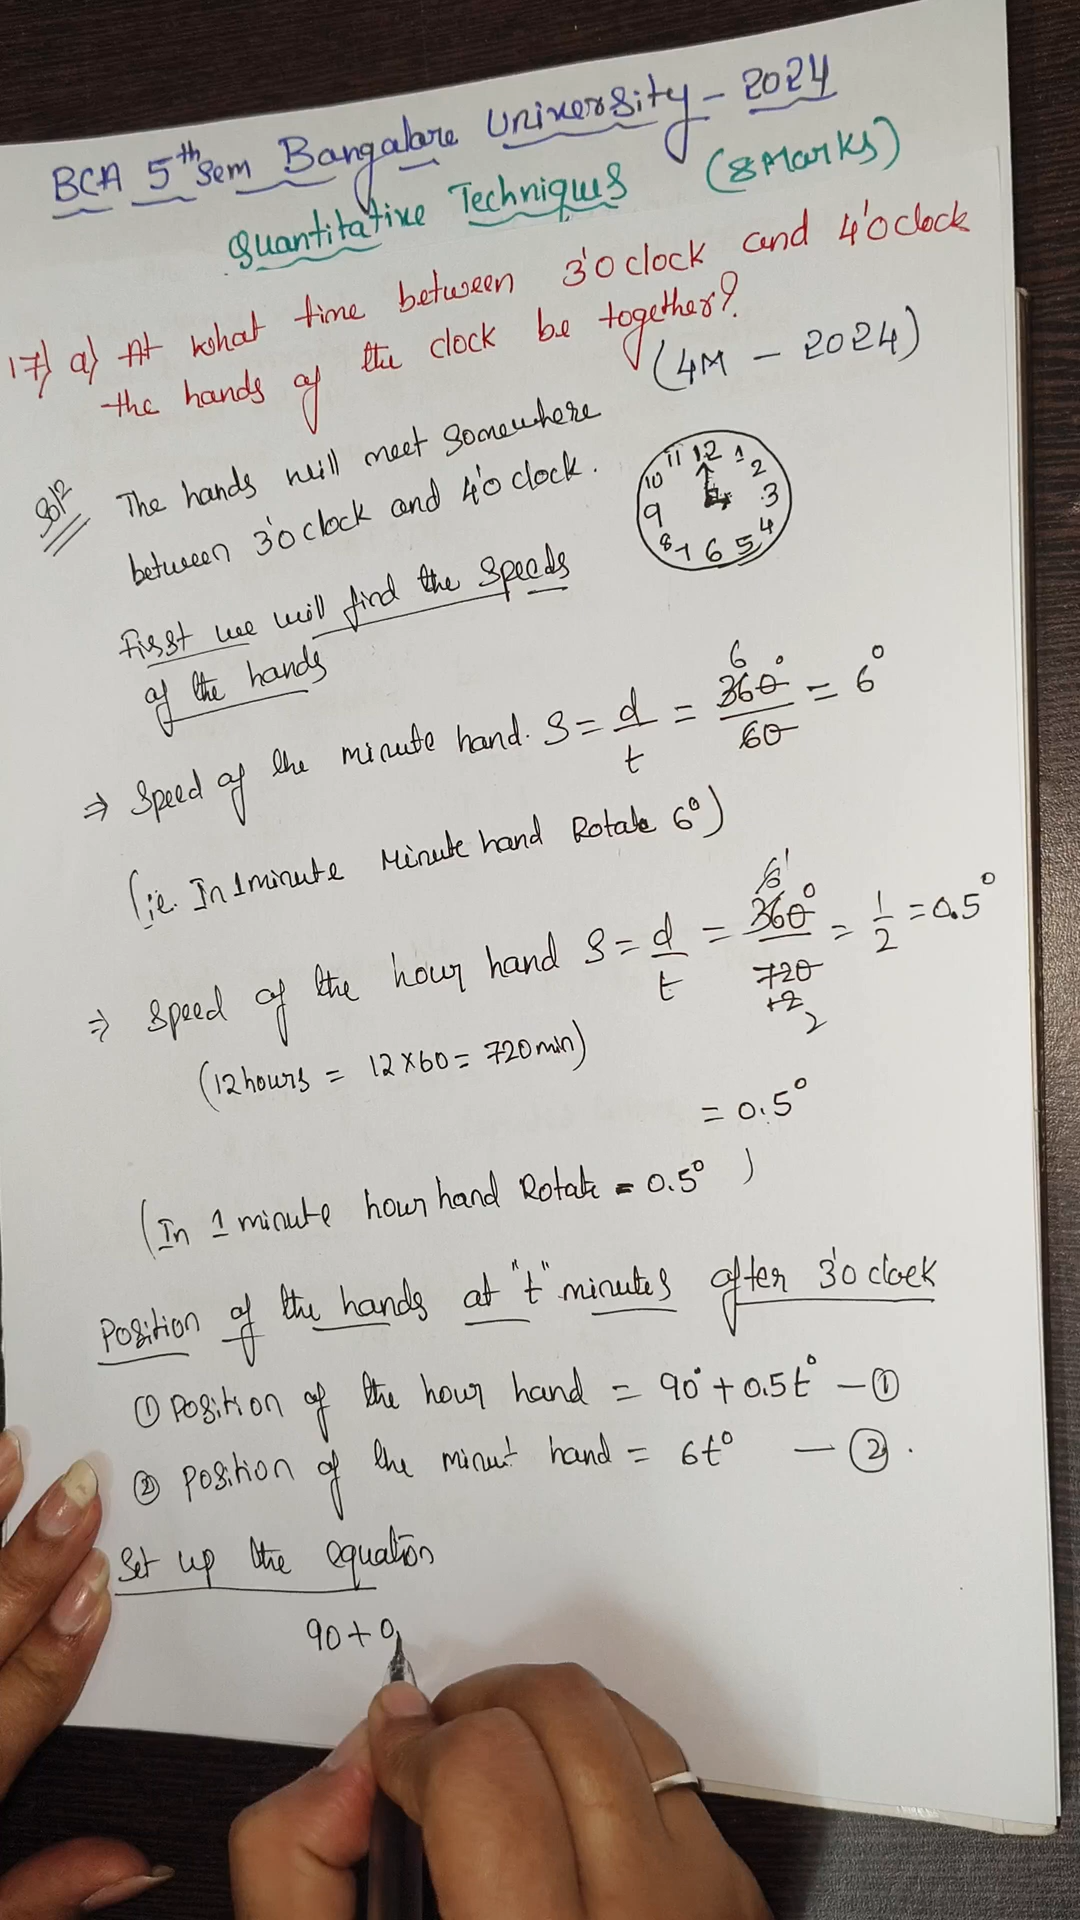 BCA 5th Sem Bangalore University - 2024
Quantitative Techniques (8 Marks)
17) a) At what time between 3'0 clock and 4'0 clock
the hands of the clock be together?
(4M - 2024)
Sol? The hands will meet Somewhere
between 3'0 clock and 4'0 clock.
11 12 1
10 2
9 3
8 7 6 5 4
First we will find the Speeds
of the hands
⇒ Speed of the minute hand. S = d/t = 6 360°/60 = 6°
(i.e. In 1 minute Minute hand Rotate 6°)
⇒ Speed of the hour hand S = d/t = 360°/720 = 1/2 = 0.5°
(12 hours = 12 × 60 = 720 min)
= 0.5°
(In 1 minute hour hand Rotate = 0.5°)
Position of the hands at "t" minutes after 3'0 clock
① Position of the hour hand = 90° + 0.5t° — ①
② Position of the minut hand = 6t° — ② .
Set up the equation
90 + 0.